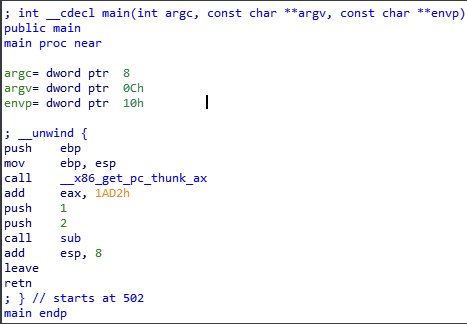 ; int __cdecl main(int argc, const char **argv, const char **envp)
public main
main proc near
argc= dword ptr  8
argv= dword ptr  0Ch
envp= dword ptr  10h
; __unwind {
push    ebp
mov     ebp, esp
call    __x86_get_pc_thunk_ax
add     eax, 1AD2h
push    1
push    2
call    sub
add     esp, 8
leave
retn
; } // starts at 502
main endp